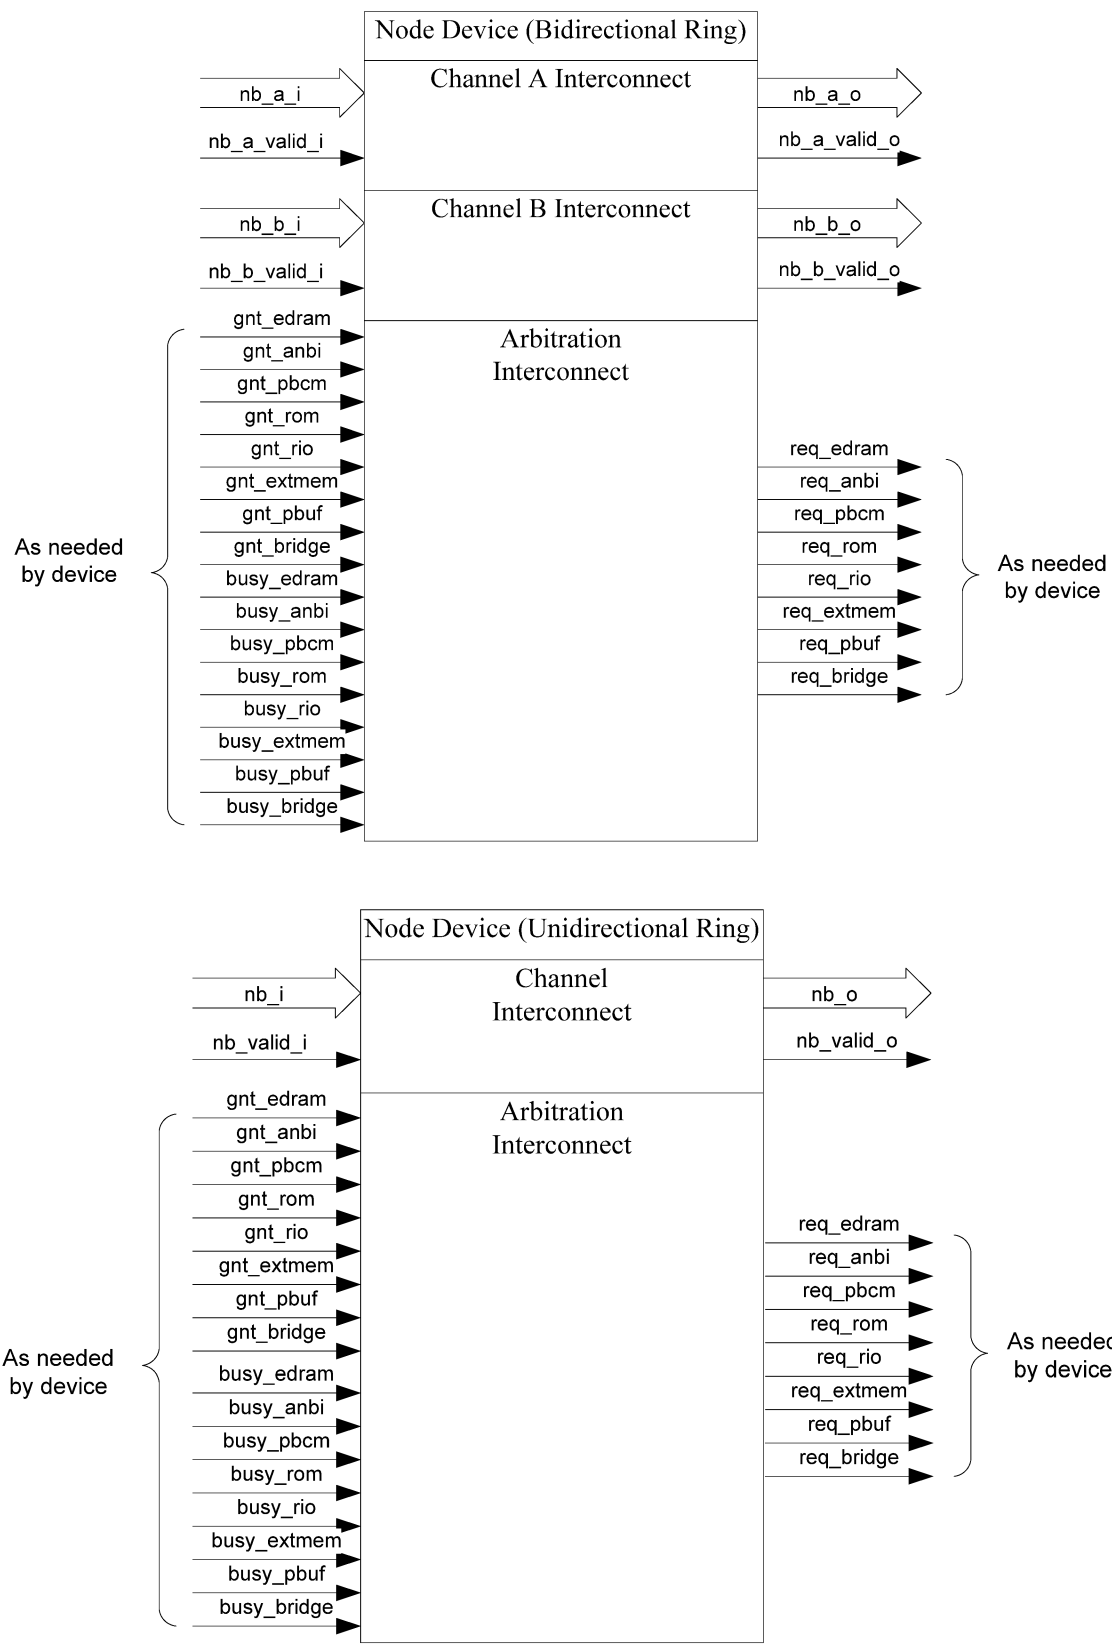 Node Device (Bidirectional Ring)
Channel A Interconnect
nb_a_i
nb_a_o
nb_a_valid_i
nb_a_valid_o
Channel B Interconnect
nb_b_i
nb_b_o
nb_b_valid_i
nb_b_valid_o
Arbitration
Interconnect
As needed
by device
gnt_edram
gnt_anbi
gnt_pbcm
gnt_rom
gnt_rio
gnt_extmem
gnt_pbuf
gnt_bridge
busy_edram
busy_anbi
busy_pbcm
busy_rom
busy_rio
busy_extmem
busy_pbuf
busy_bridge
req_edram
req_anbi
req_pbcm
req_rom
req_rio
req_extmem
req_pbuf
req_bridge
As needed
by device
Node Device (Unidirectional Ring)
Channel
Interconnect
nb_i
nb_o
nb_valid_i
nb_valid_o
Arbitration
Interconnect
As needed
by device
gnt_edram
gnt_anbi
gnt_pbcm
gnt_rom
gnt_rio
gnt_extmem
gnt_pbuf
gnt_bridge
busy_edram
busy_anbi
busy_pbcm
busy_rom
busy_rio
busy_extmem
busy_pbuf
busy_bridge
req_edram
req_anbi
req_pbcm
req_rom
req_rio
req_extmem
req_pbuf
req_bridge
As needed
by device